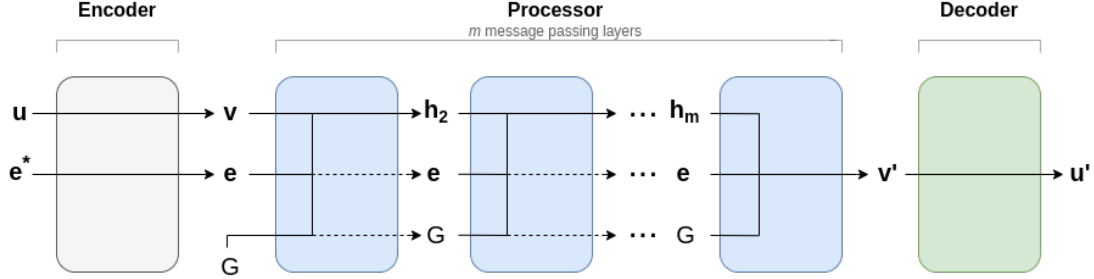 Encoder Processor Decoder
m message passing layers
u v h₂ ... hₘ
e* e e ... e v' u'
G G ... G